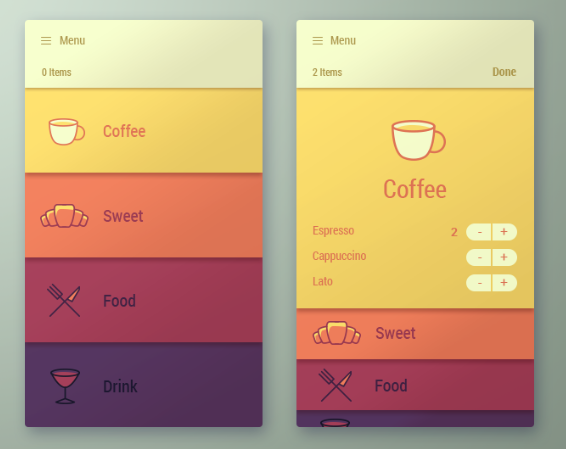 Menu
0 Items
Coffee
Sweet
Food
Drink
Menu
2 Items Done
Coffee
Espresso 2 - +
Cappuccino - +
Lato - +
Sweet
Food